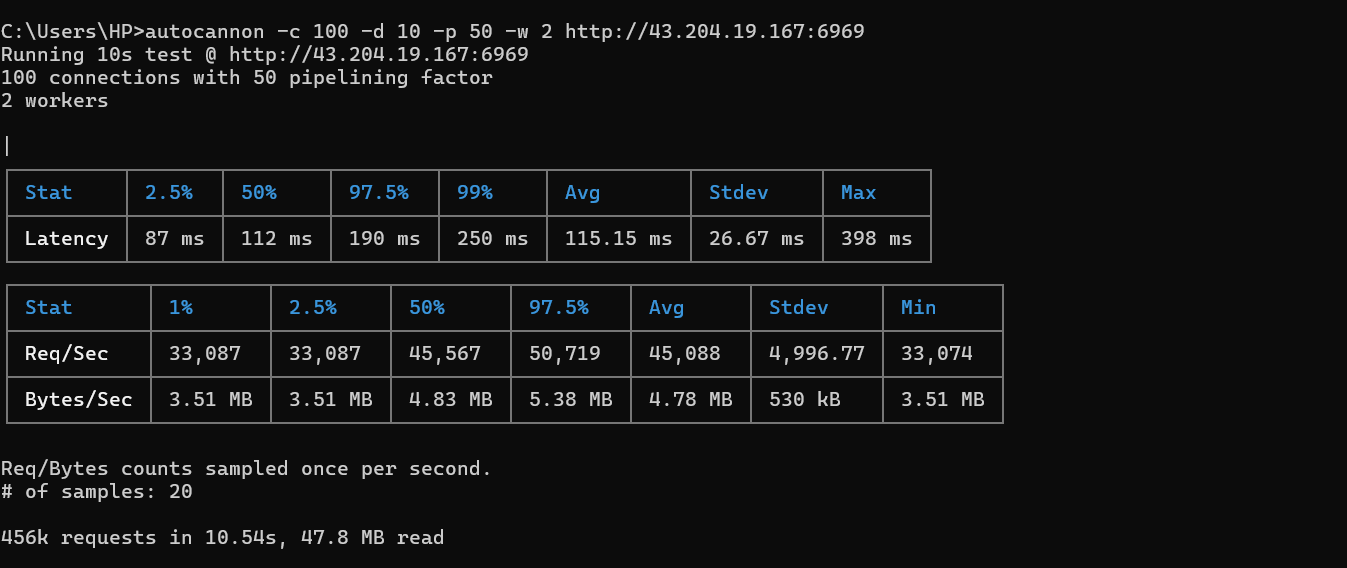 C:\Users\HP>autocannon -c 100 -d 10 -p 50 -w 2 http://43.204.19.167:6969
Running 10s test @ http://43.204.19.167:6969
100 connections with 50 pipelining factor
2 workers
|
Stat 2.5% 50% 97.5% 99% Avg Stdev Max
Latency 87 ms 112 ms 190 ms 250 ms 115.15 ms 26.67 ms 398 ms
Stat 1% 2.5% 50% 97.5% Avg Stdev Min
Req/Sec 33,087 33,087 45,567 50,719 45,088 4,996.77 33,074
Bytes/Sec 3.51 MB 3.51 MB 4.83 MB 5.38 MB 4.78 MB 530 kB 3.51 MB
Req/Bytes counts sampled once per second.
# of samples: 20
456k requests in 10.54s, 47.8 MB read